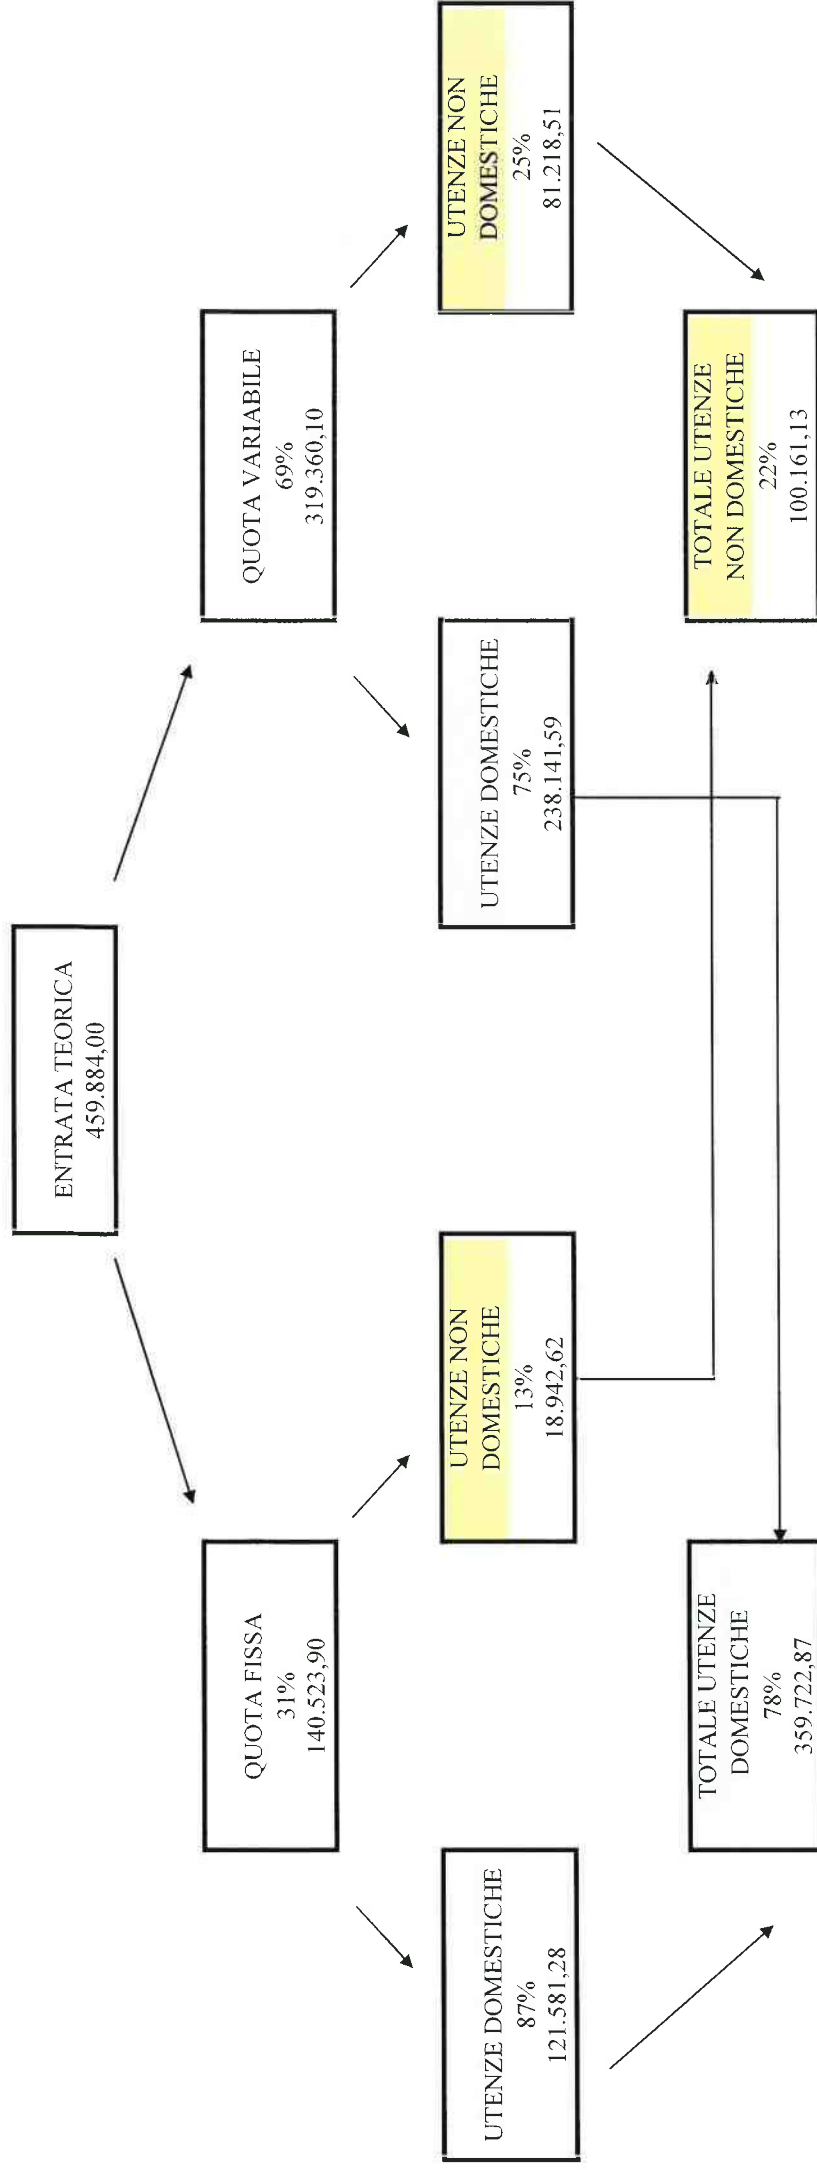 ENTRATA TEORICA
459.884,00
QUOTA FISSA
31%
140.523,90
QUOTA VARIABILE
69%
319.360,10
UTENZE DOMESTICHE
87%
121.581,28
UTENZE NON
DOMESTICHE
13%
18.942,62
UTENZE DOMESTICHE
75%
238.141,59
UTENZE NON
DOMESTICHE
25%
81.218,51
TOTALE UTENZE
DOMESTICHE
78%
359.722,87
TOTALE UTENZE
NON DOMESTICHE
22%
100.161,13